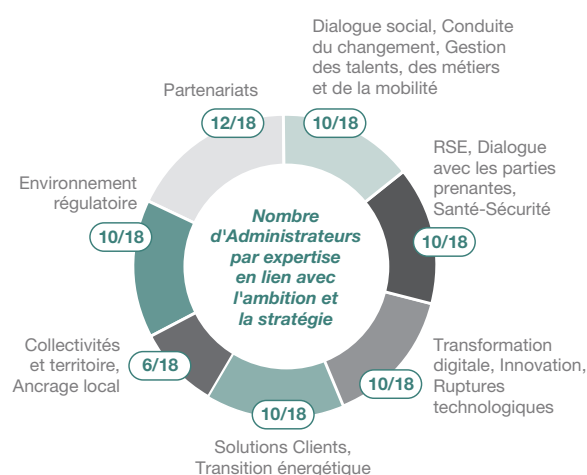 Dialogue social, Conduite
du changement, Gestion
des talents, des métiers
et de la mobilité
10/18
RSE, Dialogue
avec les parties
prenantes,
Santé-Sécurité
10/18
Transformation
digitale, Innovation,
Ruptures
technologiques
10/18
Solutions Clients,
Transition énergétique
10/18
Collectivités
et territoire,
Ancrage local
6/18
Environnement
régulatoire
10/18
Partenariats
12/18
Nombre
d'Administrateurs
par expertise
en lien avec
l'ambition et
la stratégie